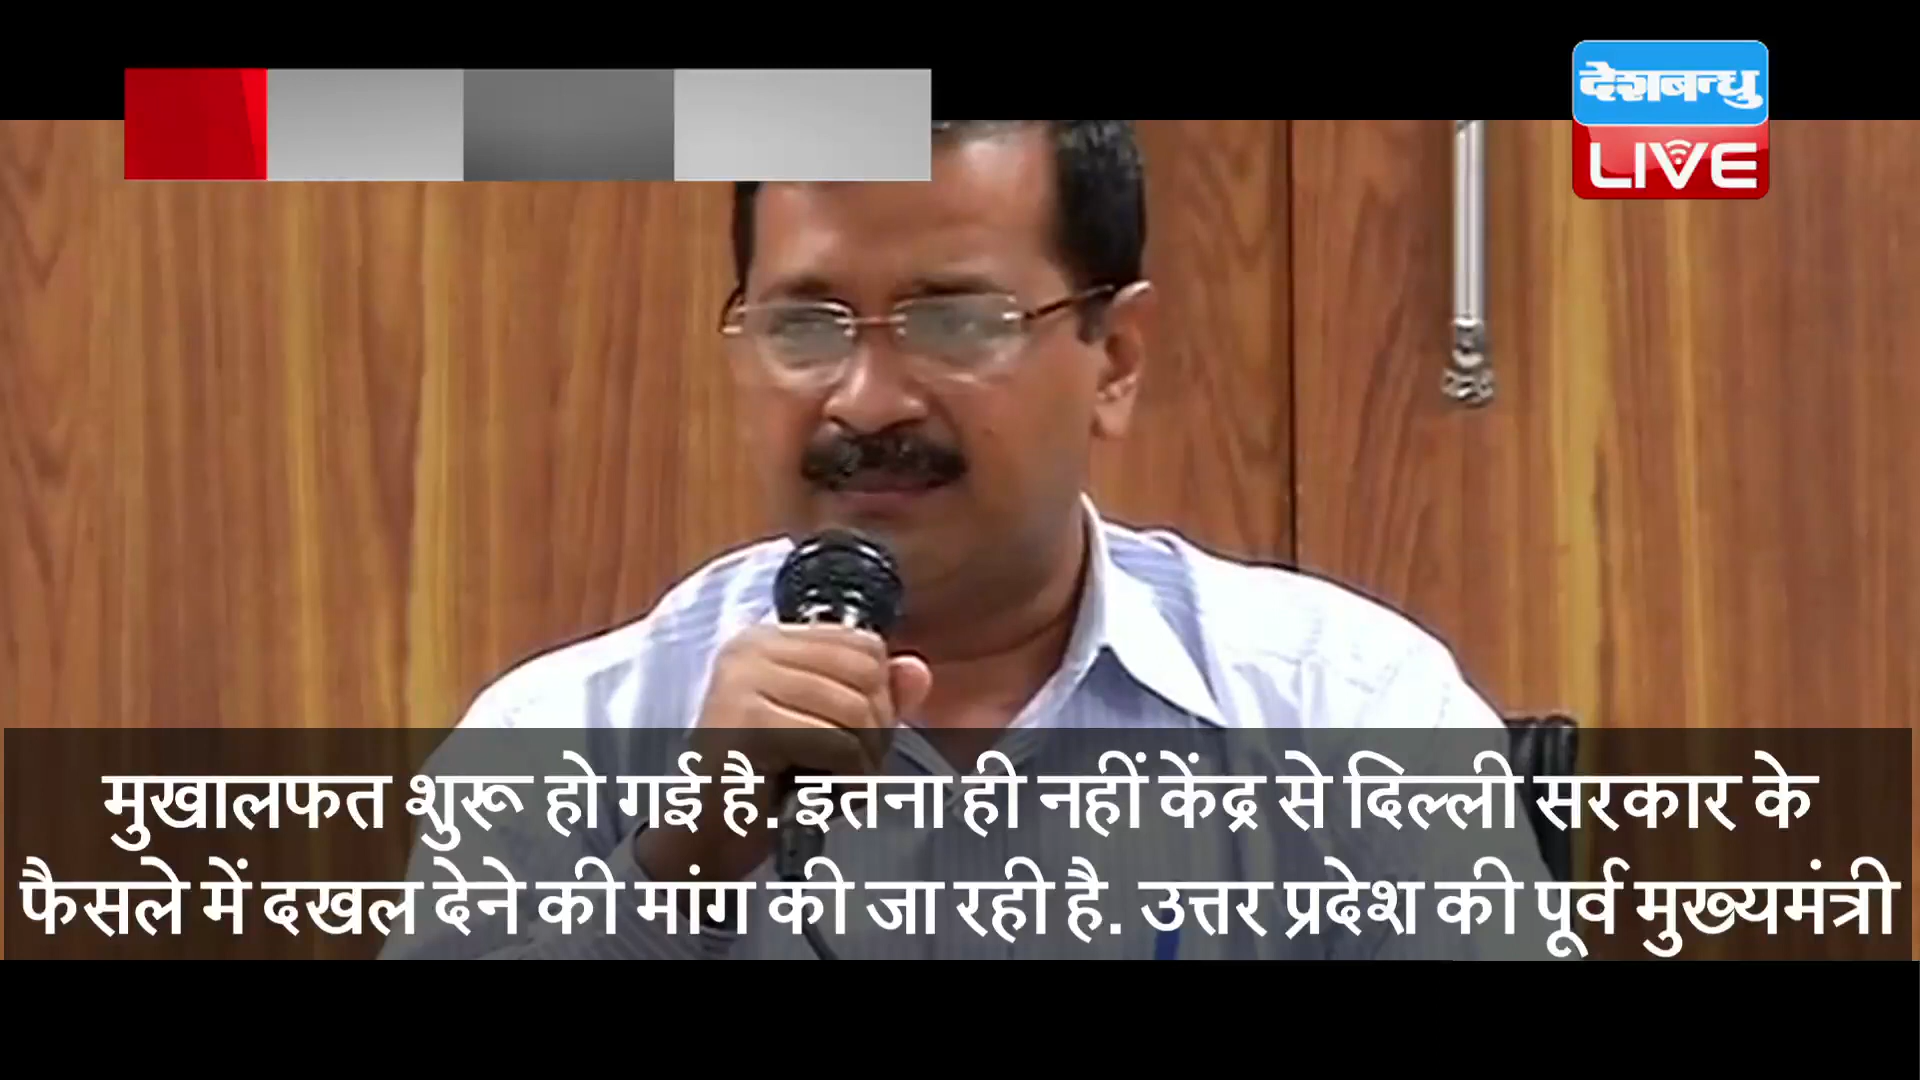 देशबन्धु
LIVE
मुखालफत शुरू हो गई है. इतना ही नहीं केंद्र से दिल्ली सरकार के
फैसले में दखल देने की मांग की जा रही है. उत्तर प्रदेश की पूर्व मुख्यमंत्री